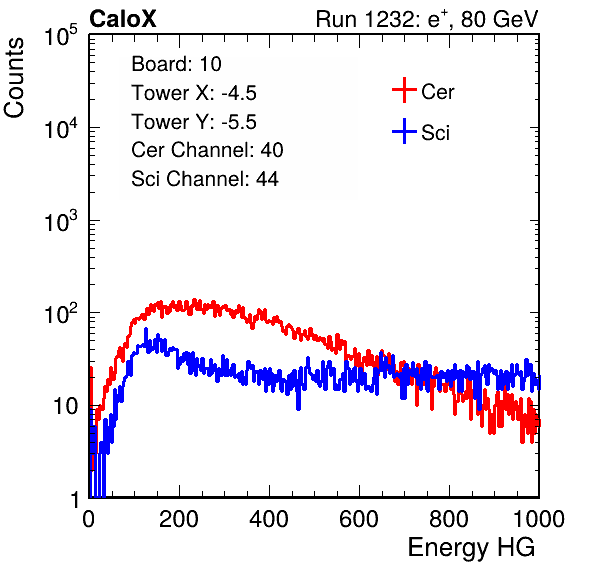 CaloX Run 1232: e⁺, 80 GeV
Counts
Board: 10
Tower X: -4.5
Tower Y: -5.5
Cer Channel: 40
Sci Channel: 44
Cer
Sci
10⁵
10⁴
10³
10²
10
1
0 200 400 600 800 1000
Energy HG